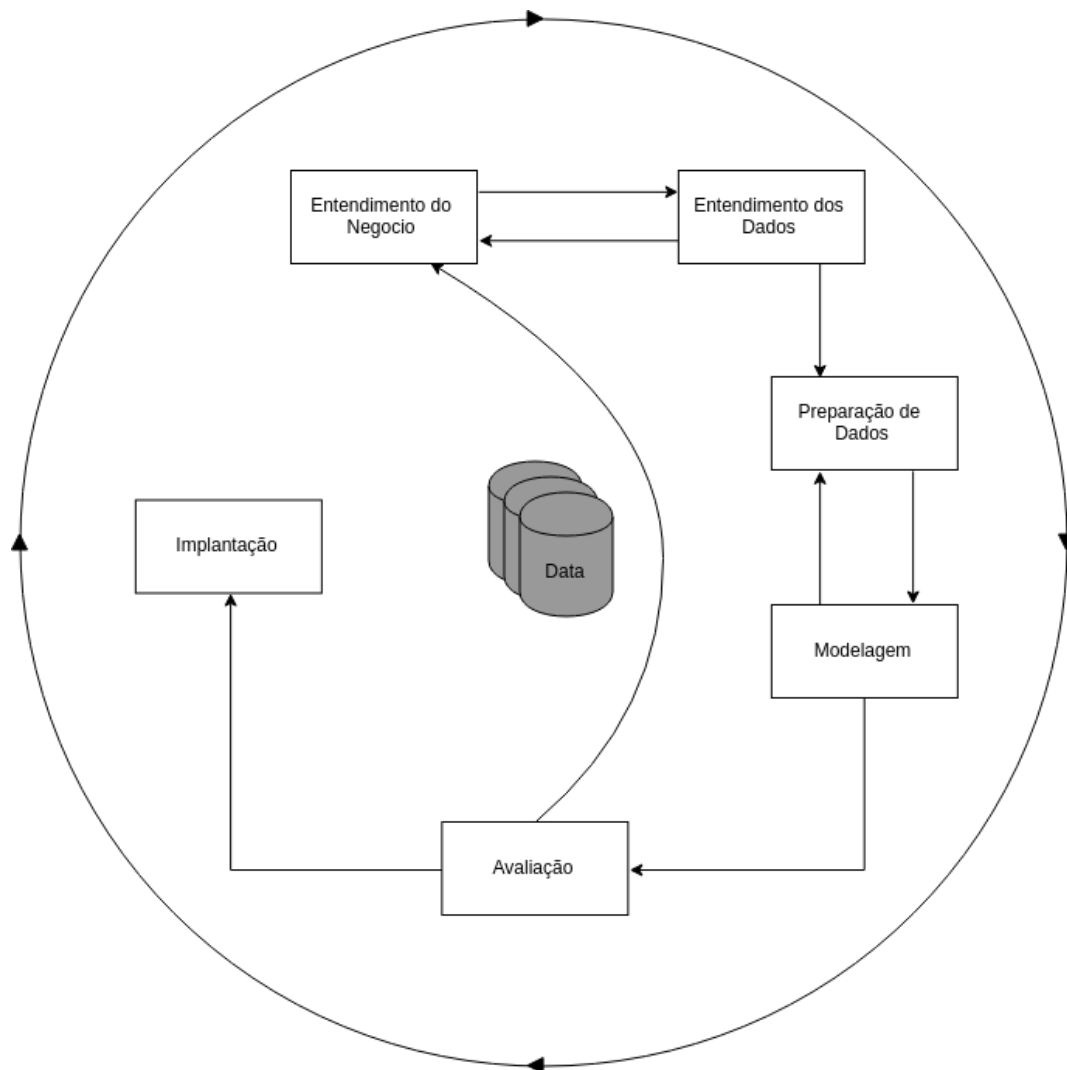 Entendimento do
Negocio
Entendimento dos
Dados
Preparação de
Dados
Implantação
Data
Modelagem
Avaliação